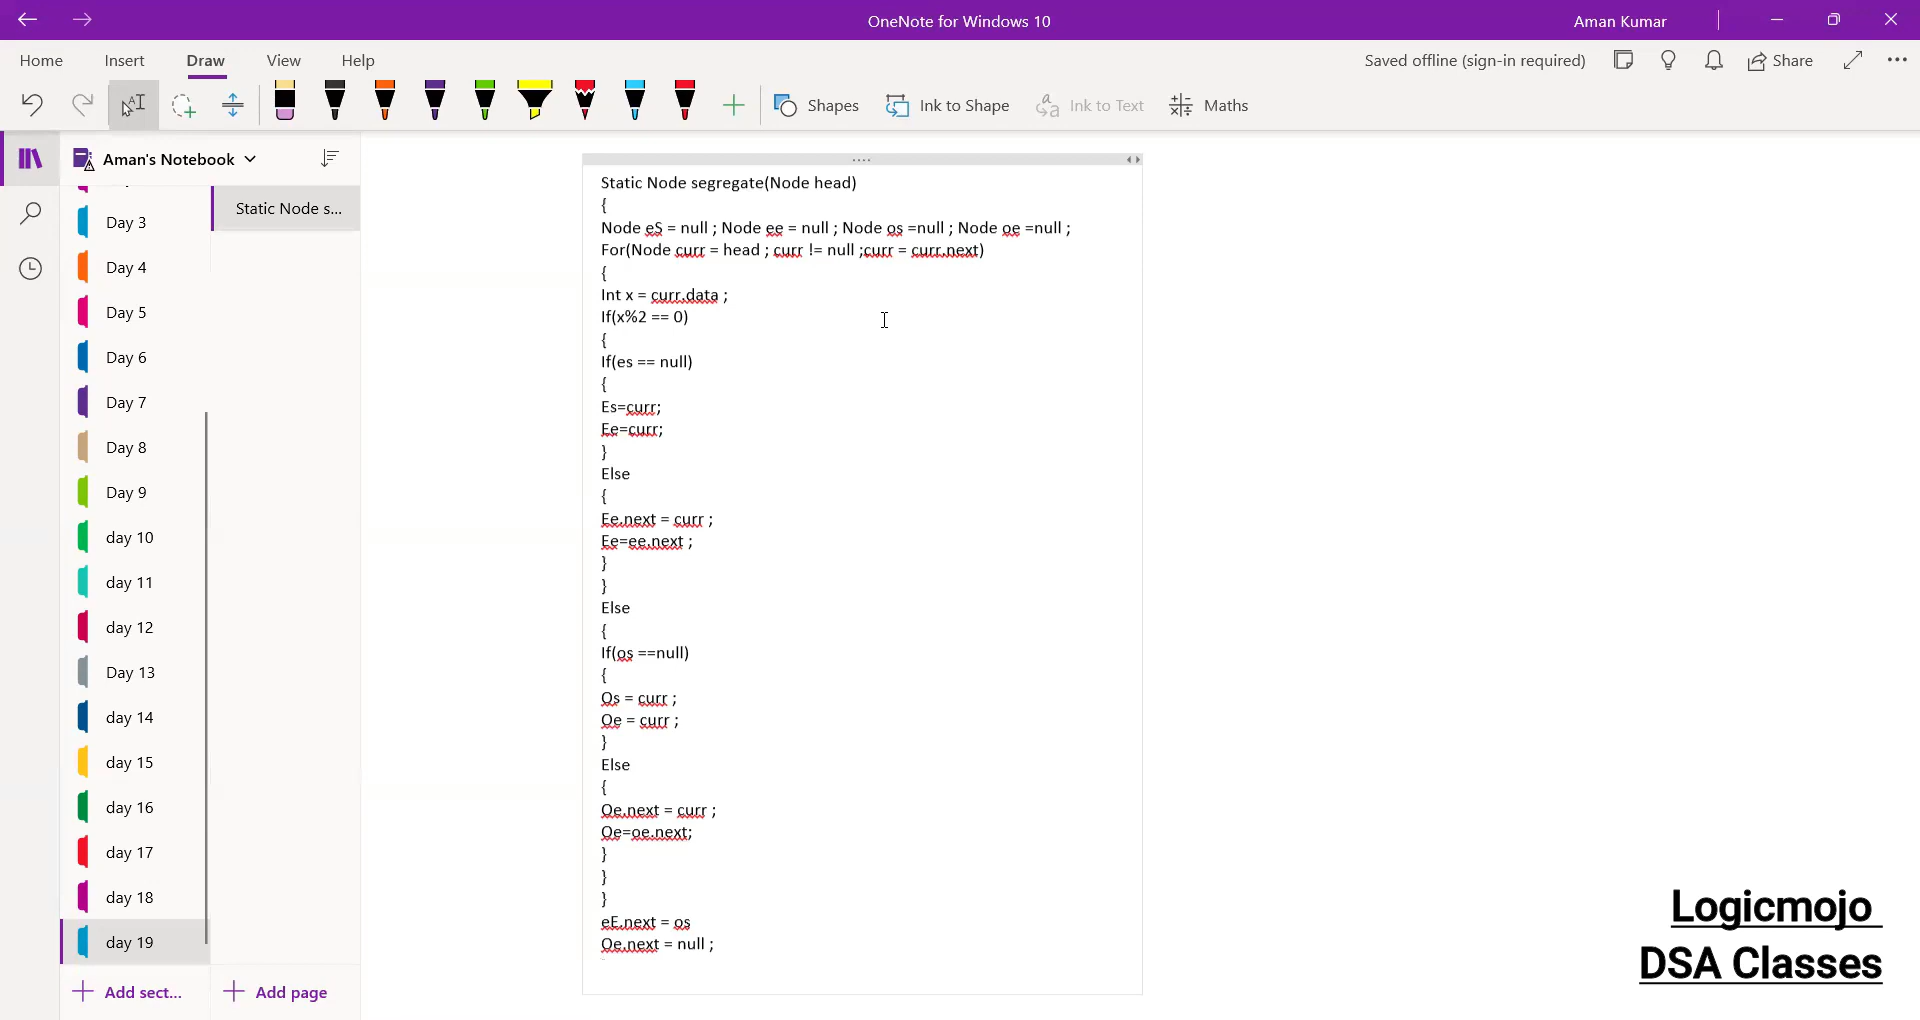 OneNote for Windows 10
Aman Kumar
Home Insert Draw View Help
Saved offline (sign-in required) Share
Shapes Ink to Shape Ink to Text Maths
Aman's Notebook
Day 3
Day 4
Day 5
Day 6
Day 7
Day 8
Day 9
day 10
day 11
day 12
Day 13
day 14
day 15
day 16
day 17
day 18
day 19
Add sect...
Static Node s...
Add page
Static Node segregate(Node head)
{
Node eS = null ; Node ee = null ; Node os =null ; Node oe =null ;
For(Node curr = head ; curr != null ;curr = curr.next)
{
Int x = curr.data ;
If(x%2 == 0)
{
If(es == null)
{
Es=curr;
Ee=curr;
}
Else
{
Ee.next = curr ;
Ee=ee.next ;
}
}
Else
{
If(os ==null)
{
Os = curr ;
Oe = curr ;
}
Else
{
Oe.next = curr ;
Oe=oe.next;
}
}
}
eE.next = os
Oe.next = null ;
Logicmojo
DSA Classes